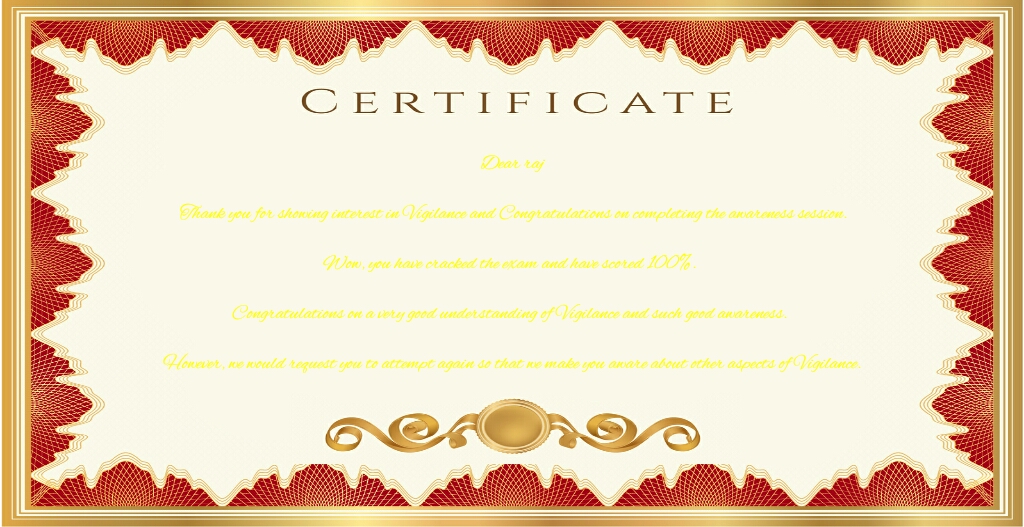 CERTIFICATE
Dear raj
Thank you for showing interest in Vigilance and Congratulations on completing the awareness session.
Wow, you have cracked the exam and have scored 100%.
Congratulations on a very good understanding of Vigilance and such good awareness.
However, we would request you to attempt again so that we make you aware about other aspects of Vigilance.